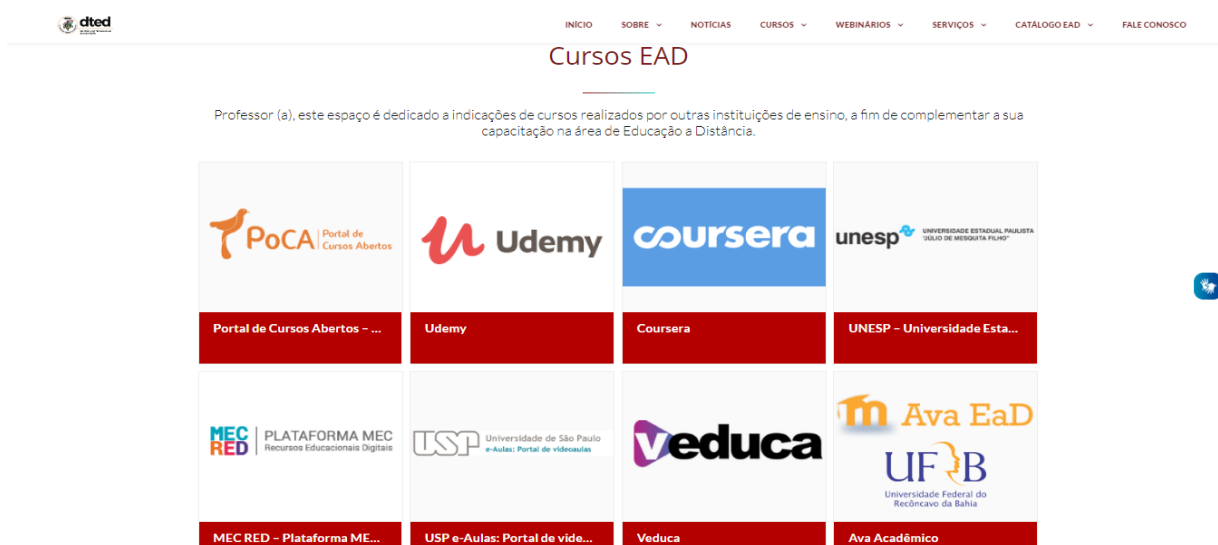 dted
INÍCIO SOBRE NOTÍCIAS CURSOS WEBINÁRIOS SERVIÇOS CATÁLOGO EAD FALE CONOSCO
Cursos EAD
Professor (a), este espaço é dedicado a indicações de cursos realizados por outras instituições de ensino, a fim de complementar a sua
capacitação na área de Educação a Distância.
PoCA Portal de
Cursos Abertos
Udemy
coursera
unesp UNIVERSIDADE ESTADUAL PAULISTA
"JÚLIO DE MESQUITA FILHO"
Portal de Cursos Abertos – ...
Udemy
Coursera
UNESP – Universidade Esta...
MEC RED PLATAFORMA MEC
Recursos Educacionais Digitais
USP Universidade de São Paulo
e-Aulas: Portal de videoaulas
Veduca
m Ava EaD
UFRB
Universidade Federal do
Recôncavo da Bahia
MEC RED – Plataforma ME...
USP e-Aulas: Portal de vide...
Veduca
Ava Acadêmico